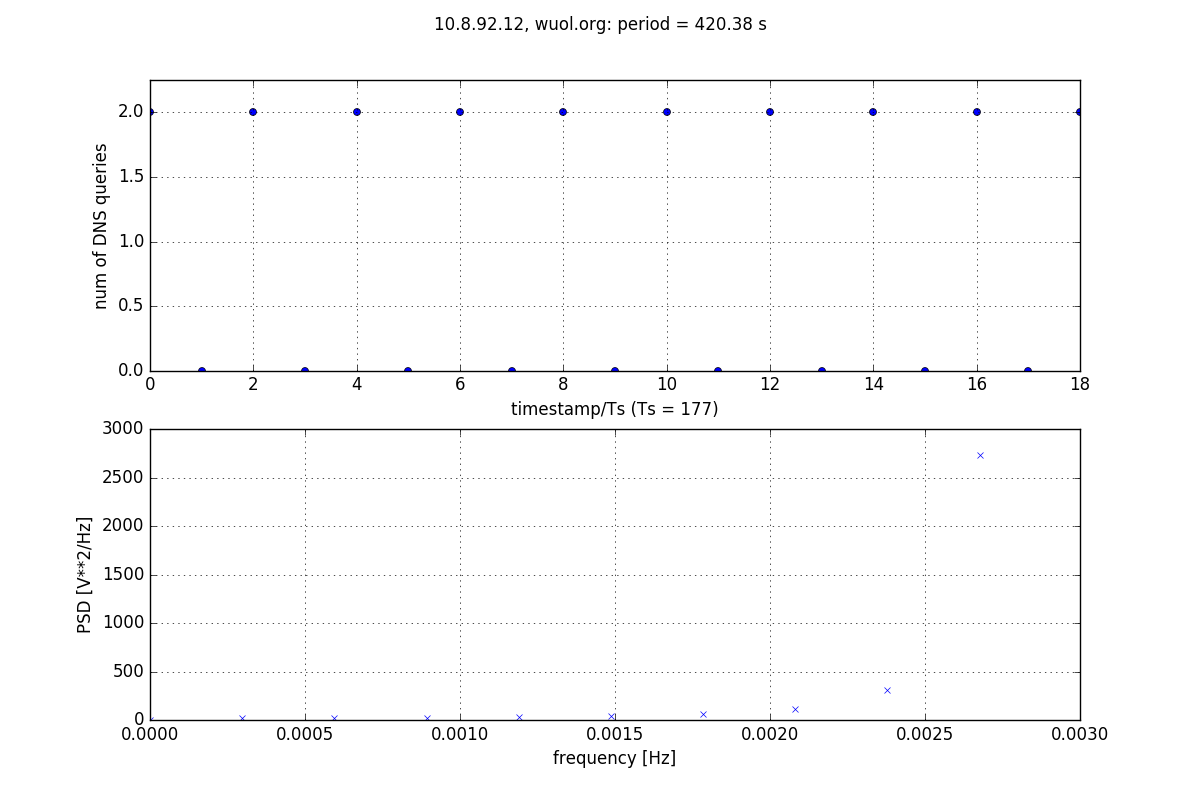 10.8.92.12, wuol.org: period = 420.38 s
2.0
1.5
1.0
0.5
0.0
num of DNS queries
0 2 4 6 8 10 12 14 16 18
timestamp/Ts (Ts = 177)
3000
2500
2000
1500
1000
500
0
PSD [V**2/Hz]
0.0000 0.0005 0.0010 0.0015 0.0020 0.0025 0.0030
frequency [Hz]